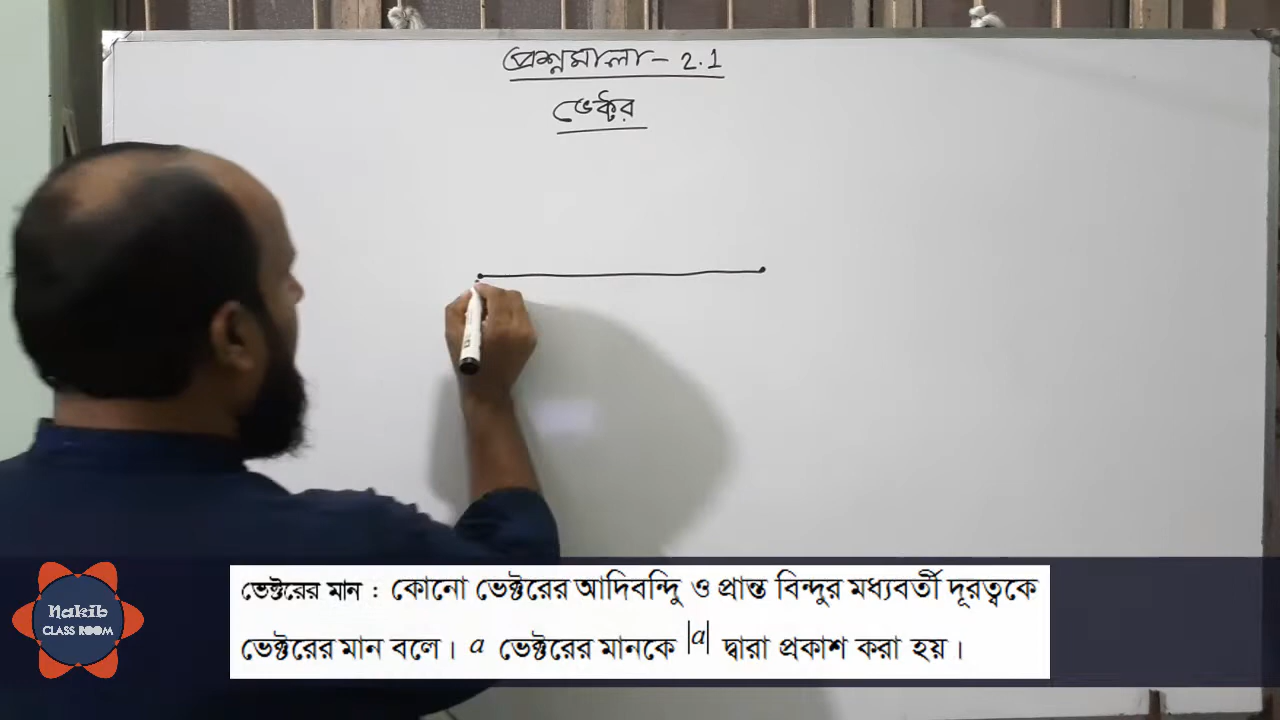 প্রশ্নমালা - 2.1
ভেক্টর
ভেক্টরের মান : কোনো ভেক্টরের আদিবন্দিু ও প্রান্ত বিন্দুর মধ্যবর্তী দূরত্বকে
ভেক্টরের মান বলে। a ভেক্টরের মানকে |a| দ্বারা প্রকাশ করা হয়।
Nakib
CLASS ROOM